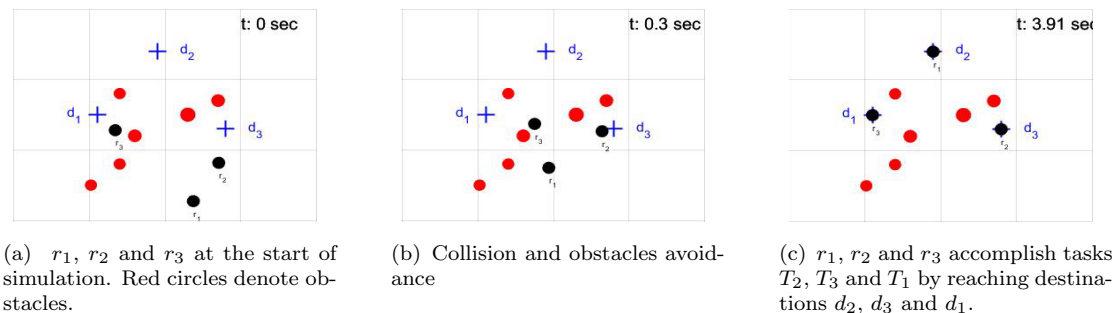 t: 0 sec
d2
d1
d3
r3
r2
r1
t: 0.3 sec
d2
d1
d3
r3
r2
r1
t: 3.91 sec
d2
r1
d1
d3
r3
r2
(a) r1, r2 and r3 at the start of
simulation. Red circles denote ob-
stacles.
(b) Collision and obstacles avoid-
ance
(c) r1, r2 and r3 accomplish tasks
T2, T3 and T1 by reaching destina-
tions d2, d3 and d1.